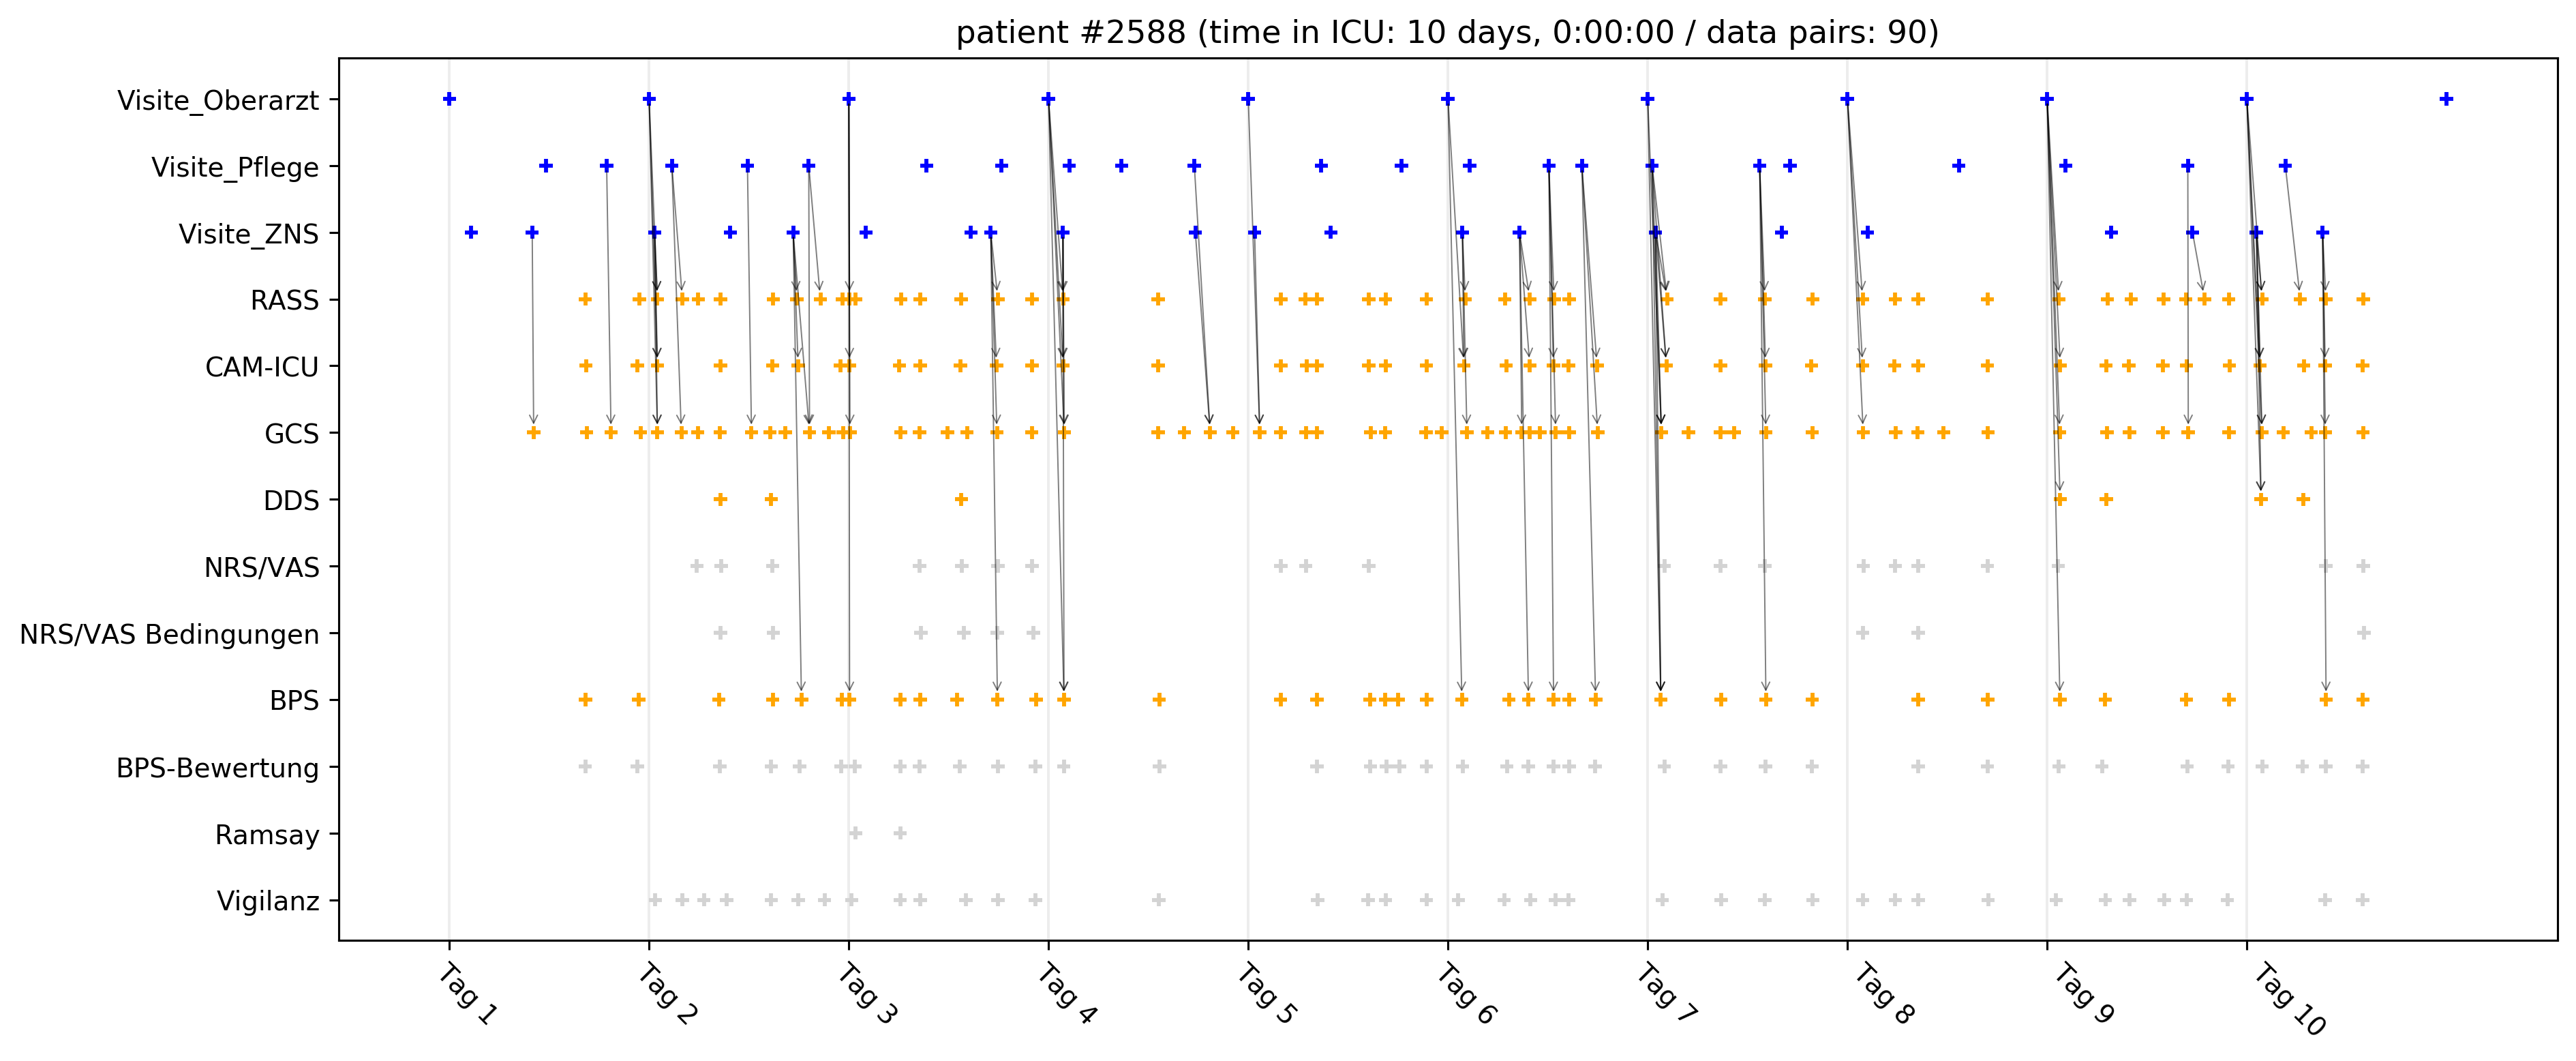 patient #2588 (time in ICU: 10 days, 0:00:00 / data pairs: 90)
Visite_Oberarzt
Visite_Pflege
Visite_ZNS
RASS
CAM-ICU
GCS
DDS
NRS/VAS
NRS/VAS Bedingungen
BPS
BPS-Bewertung
Ramsay
Vigilanz
Tag 1
Tag 2
Tag 3
Tag 4
Tag 5
Tag 6
Tag 7
Tag 8
Tag 9
Tag 10